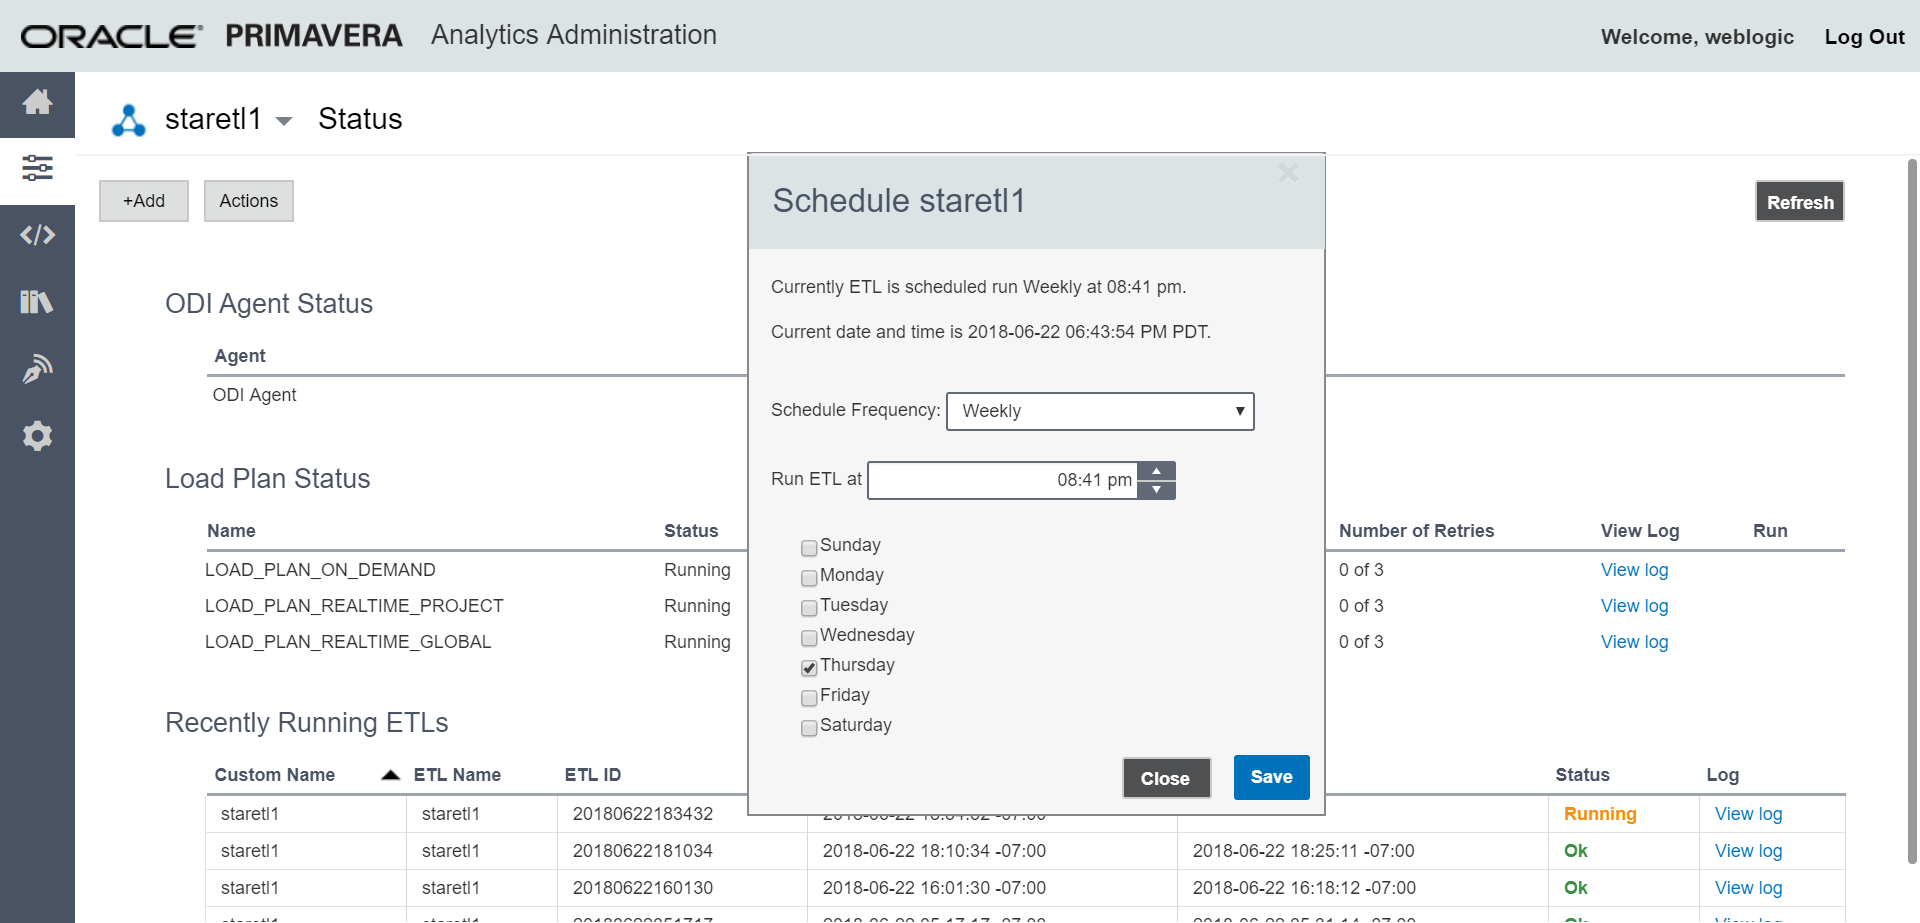 ORACLE PRIMAVERA Analytics Administration
Welcome, weblogic Log Out
staretl1 Status
+Add Actions
Refresh
Schedule staretl1
Currently ETL is scheduled run Weekly at 08:41 pm.
Current date and time is 2018-06-22 06:43:54 PM PDT.
Schedule Frequency: Weekly
Run ETL at 08:41 pm
Sunday
Monday
Tuesday
Wednesday
Thursday
Friday
Saturday
Close Save
ODI Agent Status
Agent
ODI Agent
Load Plan Status
Name Status Number of Retries View Log Run
LOAD_PLAN_ON_DEMAND Running 0 of 3 View log
LOAD_PLAN_REALTIME_PROJECT Running 0 of 3 View log
LOAD_PLAN_REALTIME_GLOBAL Running 0 of 3 View log
Recently Running ETLs
Custom Name ETL Name ETL ID Status Log
staretl1 staretl1 20180622183432 Running View log
staretl1 staretl1 20180622181034 2018-06-22 18:10:34 -07:00 2018-06-22 18:25:11 -07:00 Ok View log
staretl1 staretl1 20180622160130 2018-06-22 16:01:30 -07:00 2018-06-22 16:18:12 -07:00 Ok View log